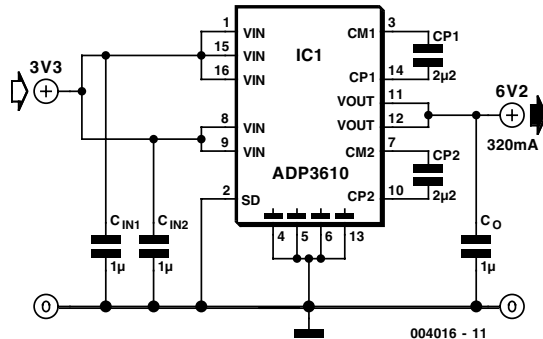 1 VIN IC1 CM1 3 CP1
3V3 15 VIN
16 VIN CP1 14 2µ2
VOUT 11 6V2
8 VIN VOUT 12
9 VIN CM2 7 320mA
ADP3610 CP2
2 SD CP2 10 2µ2
4 5 6 13
CIN1 CIN2 CO
1µ 1µ 1µ
0 0
004016 - 11